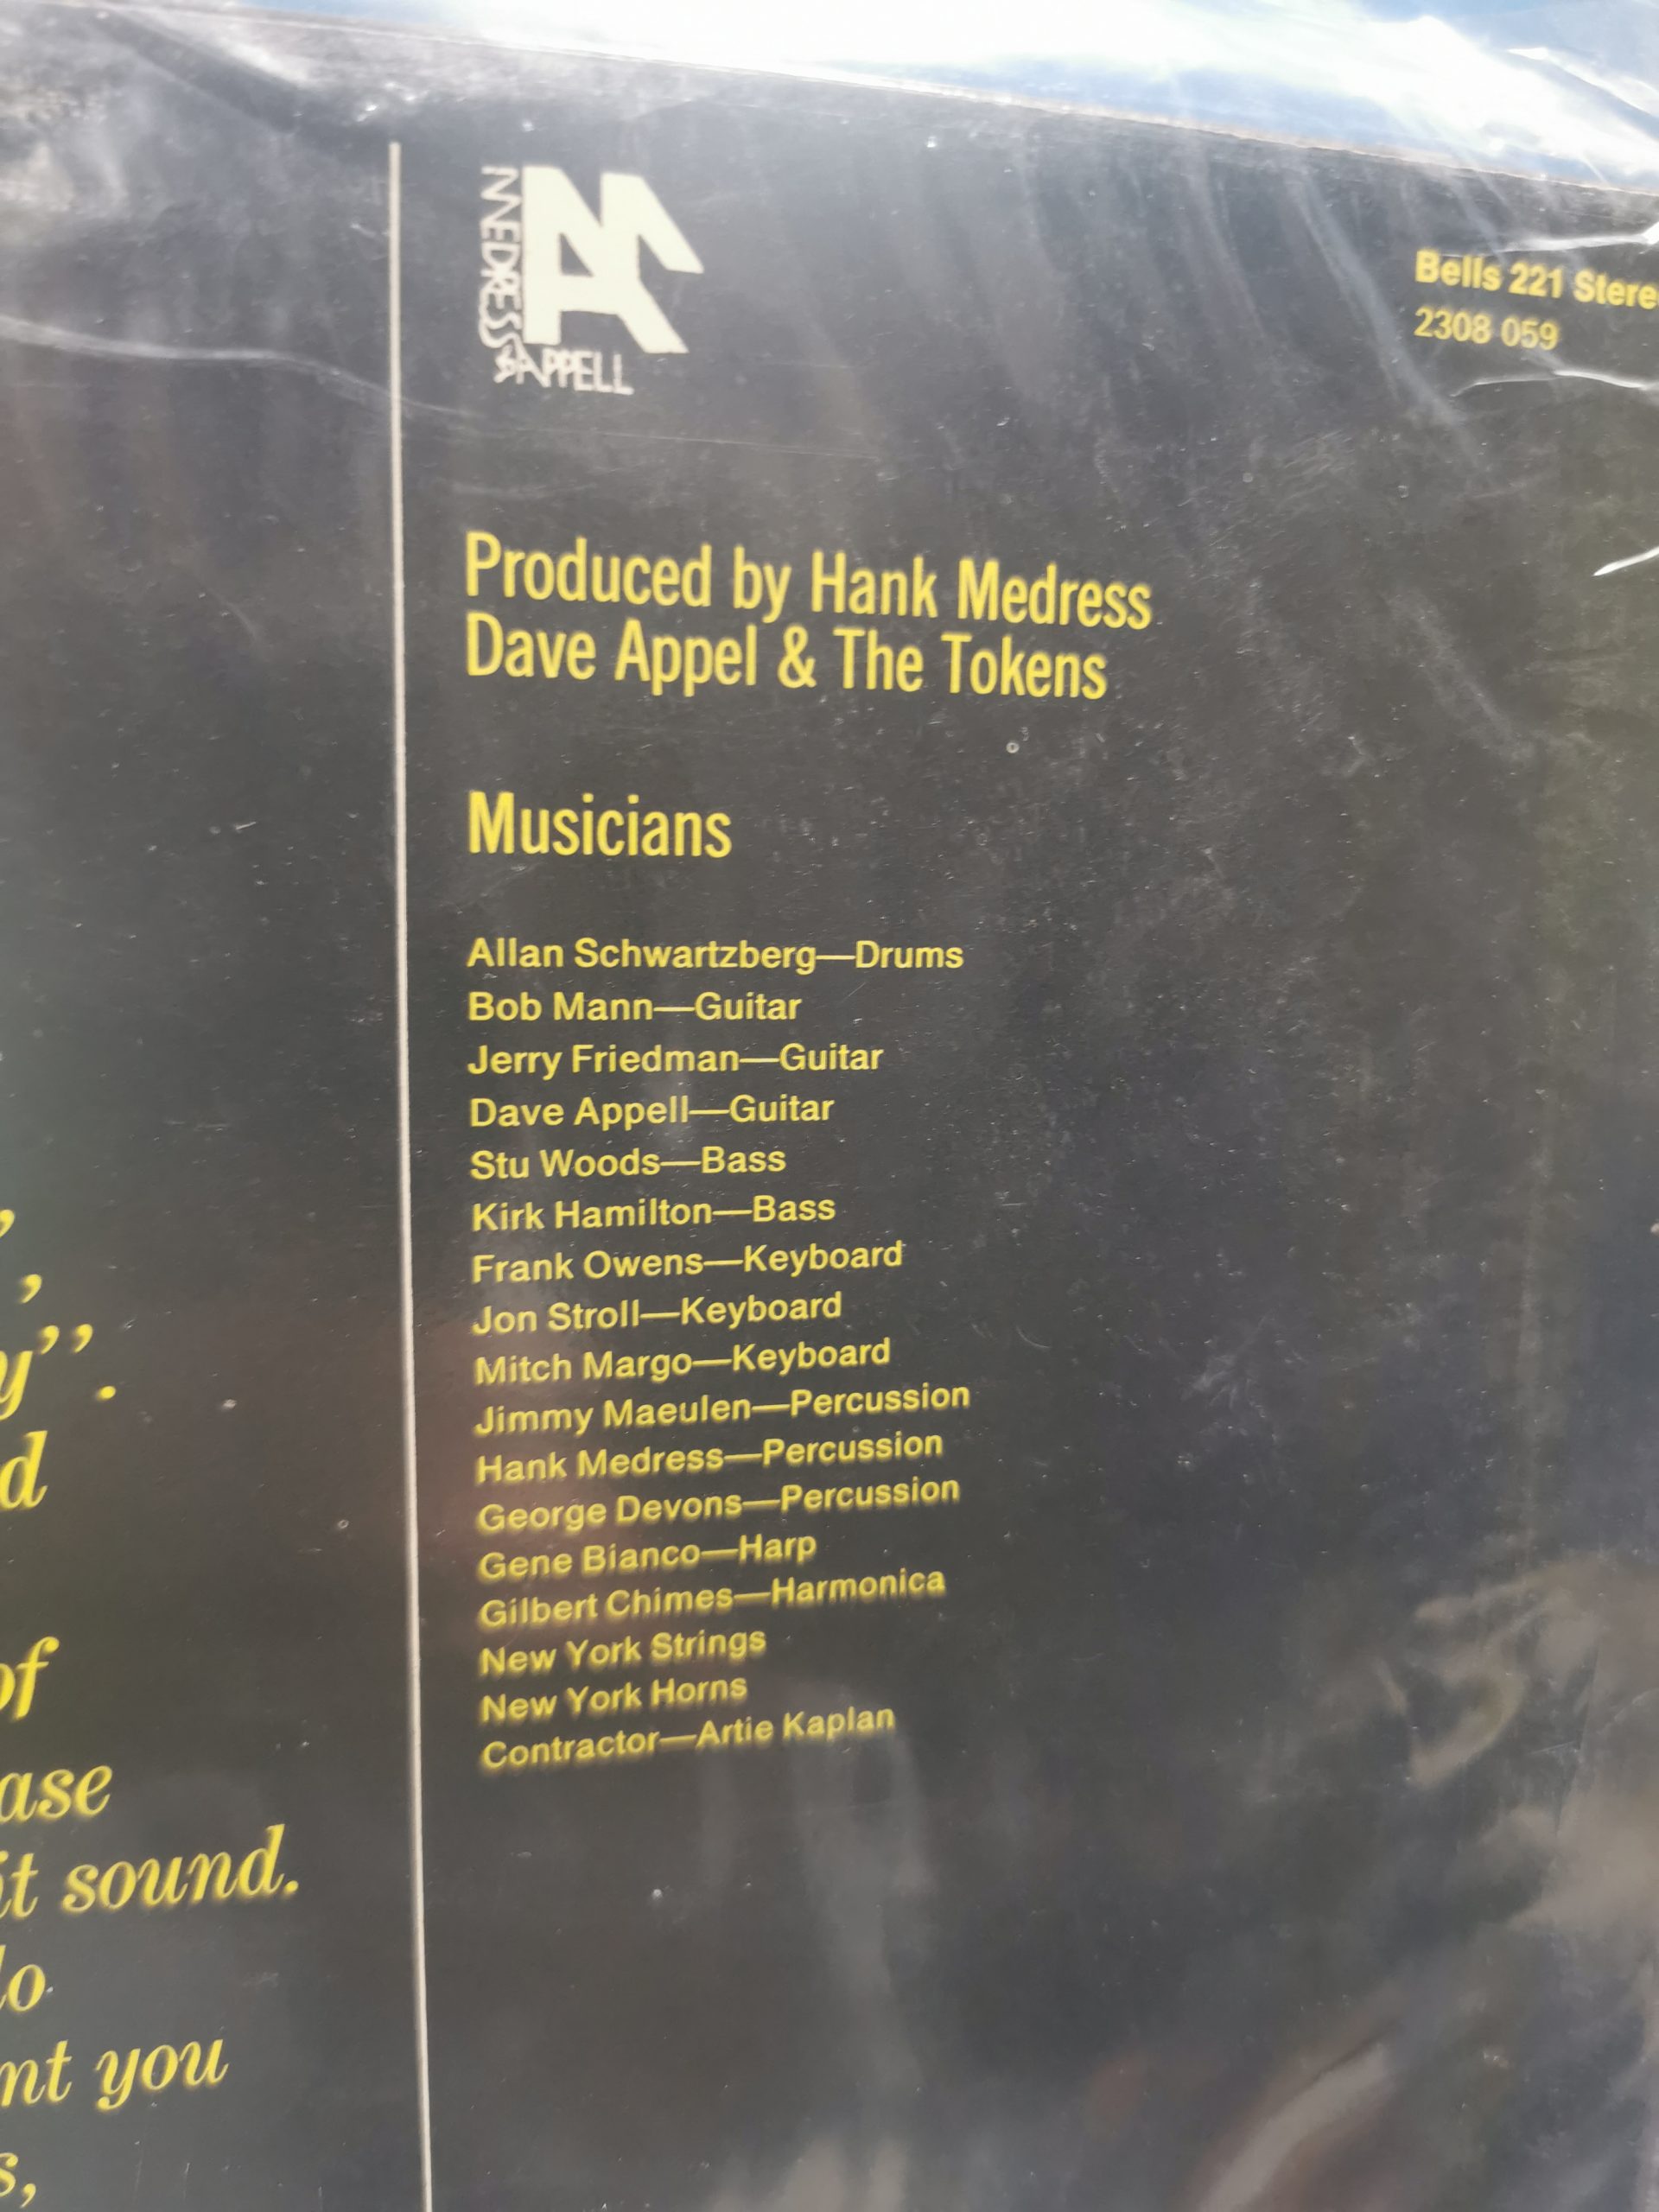 MEDRESS
& APPELL
Bells 221
2308 059
Produced by Hank Medress
Dave Appel & The Tokens
Musicians
Allan Schwartzberg—Drums
Bob Mann—Guitar
Jerry Friedman—Guitar
Dave Appell—Guitar
Stu Woods—Bass
Kirk Hamilton—Bass
Frank Owens—Keyboard
Jon Stroll—Keyboard
Mitch Margo—Keyboard
Jimmy Maeulen—Percussion
Hank Medress—Percussion
George Devons—Percussion
Gene Bianco—Harp
Gilbert Chimes—Harmonica
New York Strings
New York Horns
Contractor—Artie Kaplan
of
it sound.
you